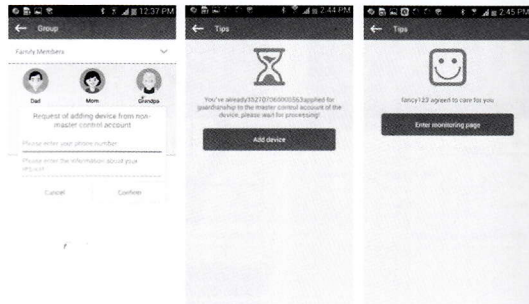 12:37 PM
Group
Family Members
Dad
Mom
Grandpa
Request of adding device from non-
master control account
Please enter your phone number
Please enter the information about your
Cancel
Confirm
2:44 PM
Tips
You've already
applied for
guardianship to the master control account of the
device, please wait for processing!
Add device
2:45 PM
Tips
fancy123 agreed to care for you
Enter monitoring page